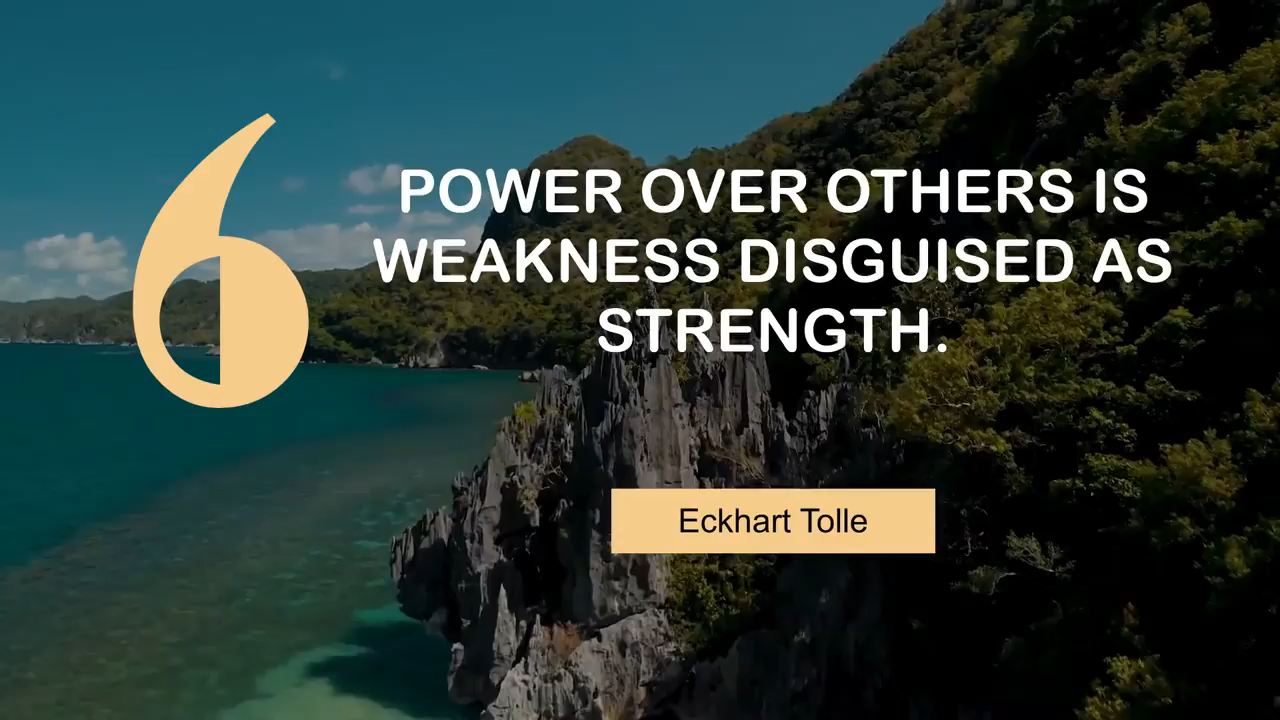 POWER OVER OTHERS IS
WEAKNESS DISGUISED AS
STRENGTH.
Eckhart Tolle